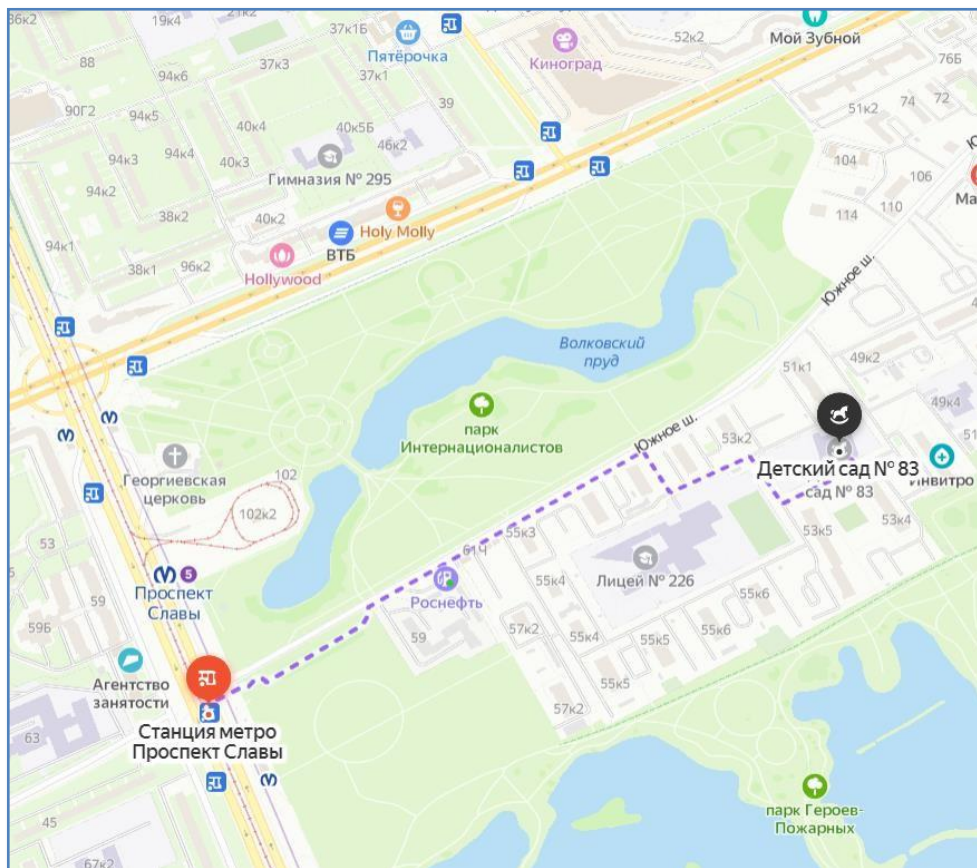 36к2
19к4
21к2
37к1Б
Пятёрочка
88
94к6
37к3
37к1
Киноград
52к2
Мой Зубной
76Б
90Г2
94к5
40к4
40к5Б
39
46к2
51к2
74
72
94к3
94к4
40к3
Гимназия № 295
104
106
94к2
38к2
40к2
Holy Molly
ВТБ
114
110
94к1
38к1
96к2
Hollywood
Южное ш.
Волковский
пруд
51к1
49к2
49к4
парк
Интернационалистов
Южное ш.
53к2
Детский сад № 83
Инвитро
сад № 83
Георгиевская
церковь
102
102к2
53
59
59Б
5
Проспект
Славы
61Ч
55к3
Роснефть
59
55к4
Лицей № 226
53к5
53к4
57к2
55к4
55к5
55к6
55к6
55к5
57к2
Агентство
занятости
63
Станция метро
Проспект Славы
парк Героев-
Пожарных
45
67к2